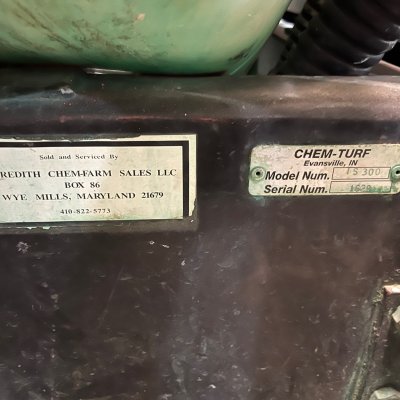 Sold and Serviced By
REDITH CHEM-FARM SALES LLC
BOX 86
WYE MILLS, MARYLAND 21679
410-822-5773
CHEM-TURF
Evansville, IN
Model Num.
Serial Num.